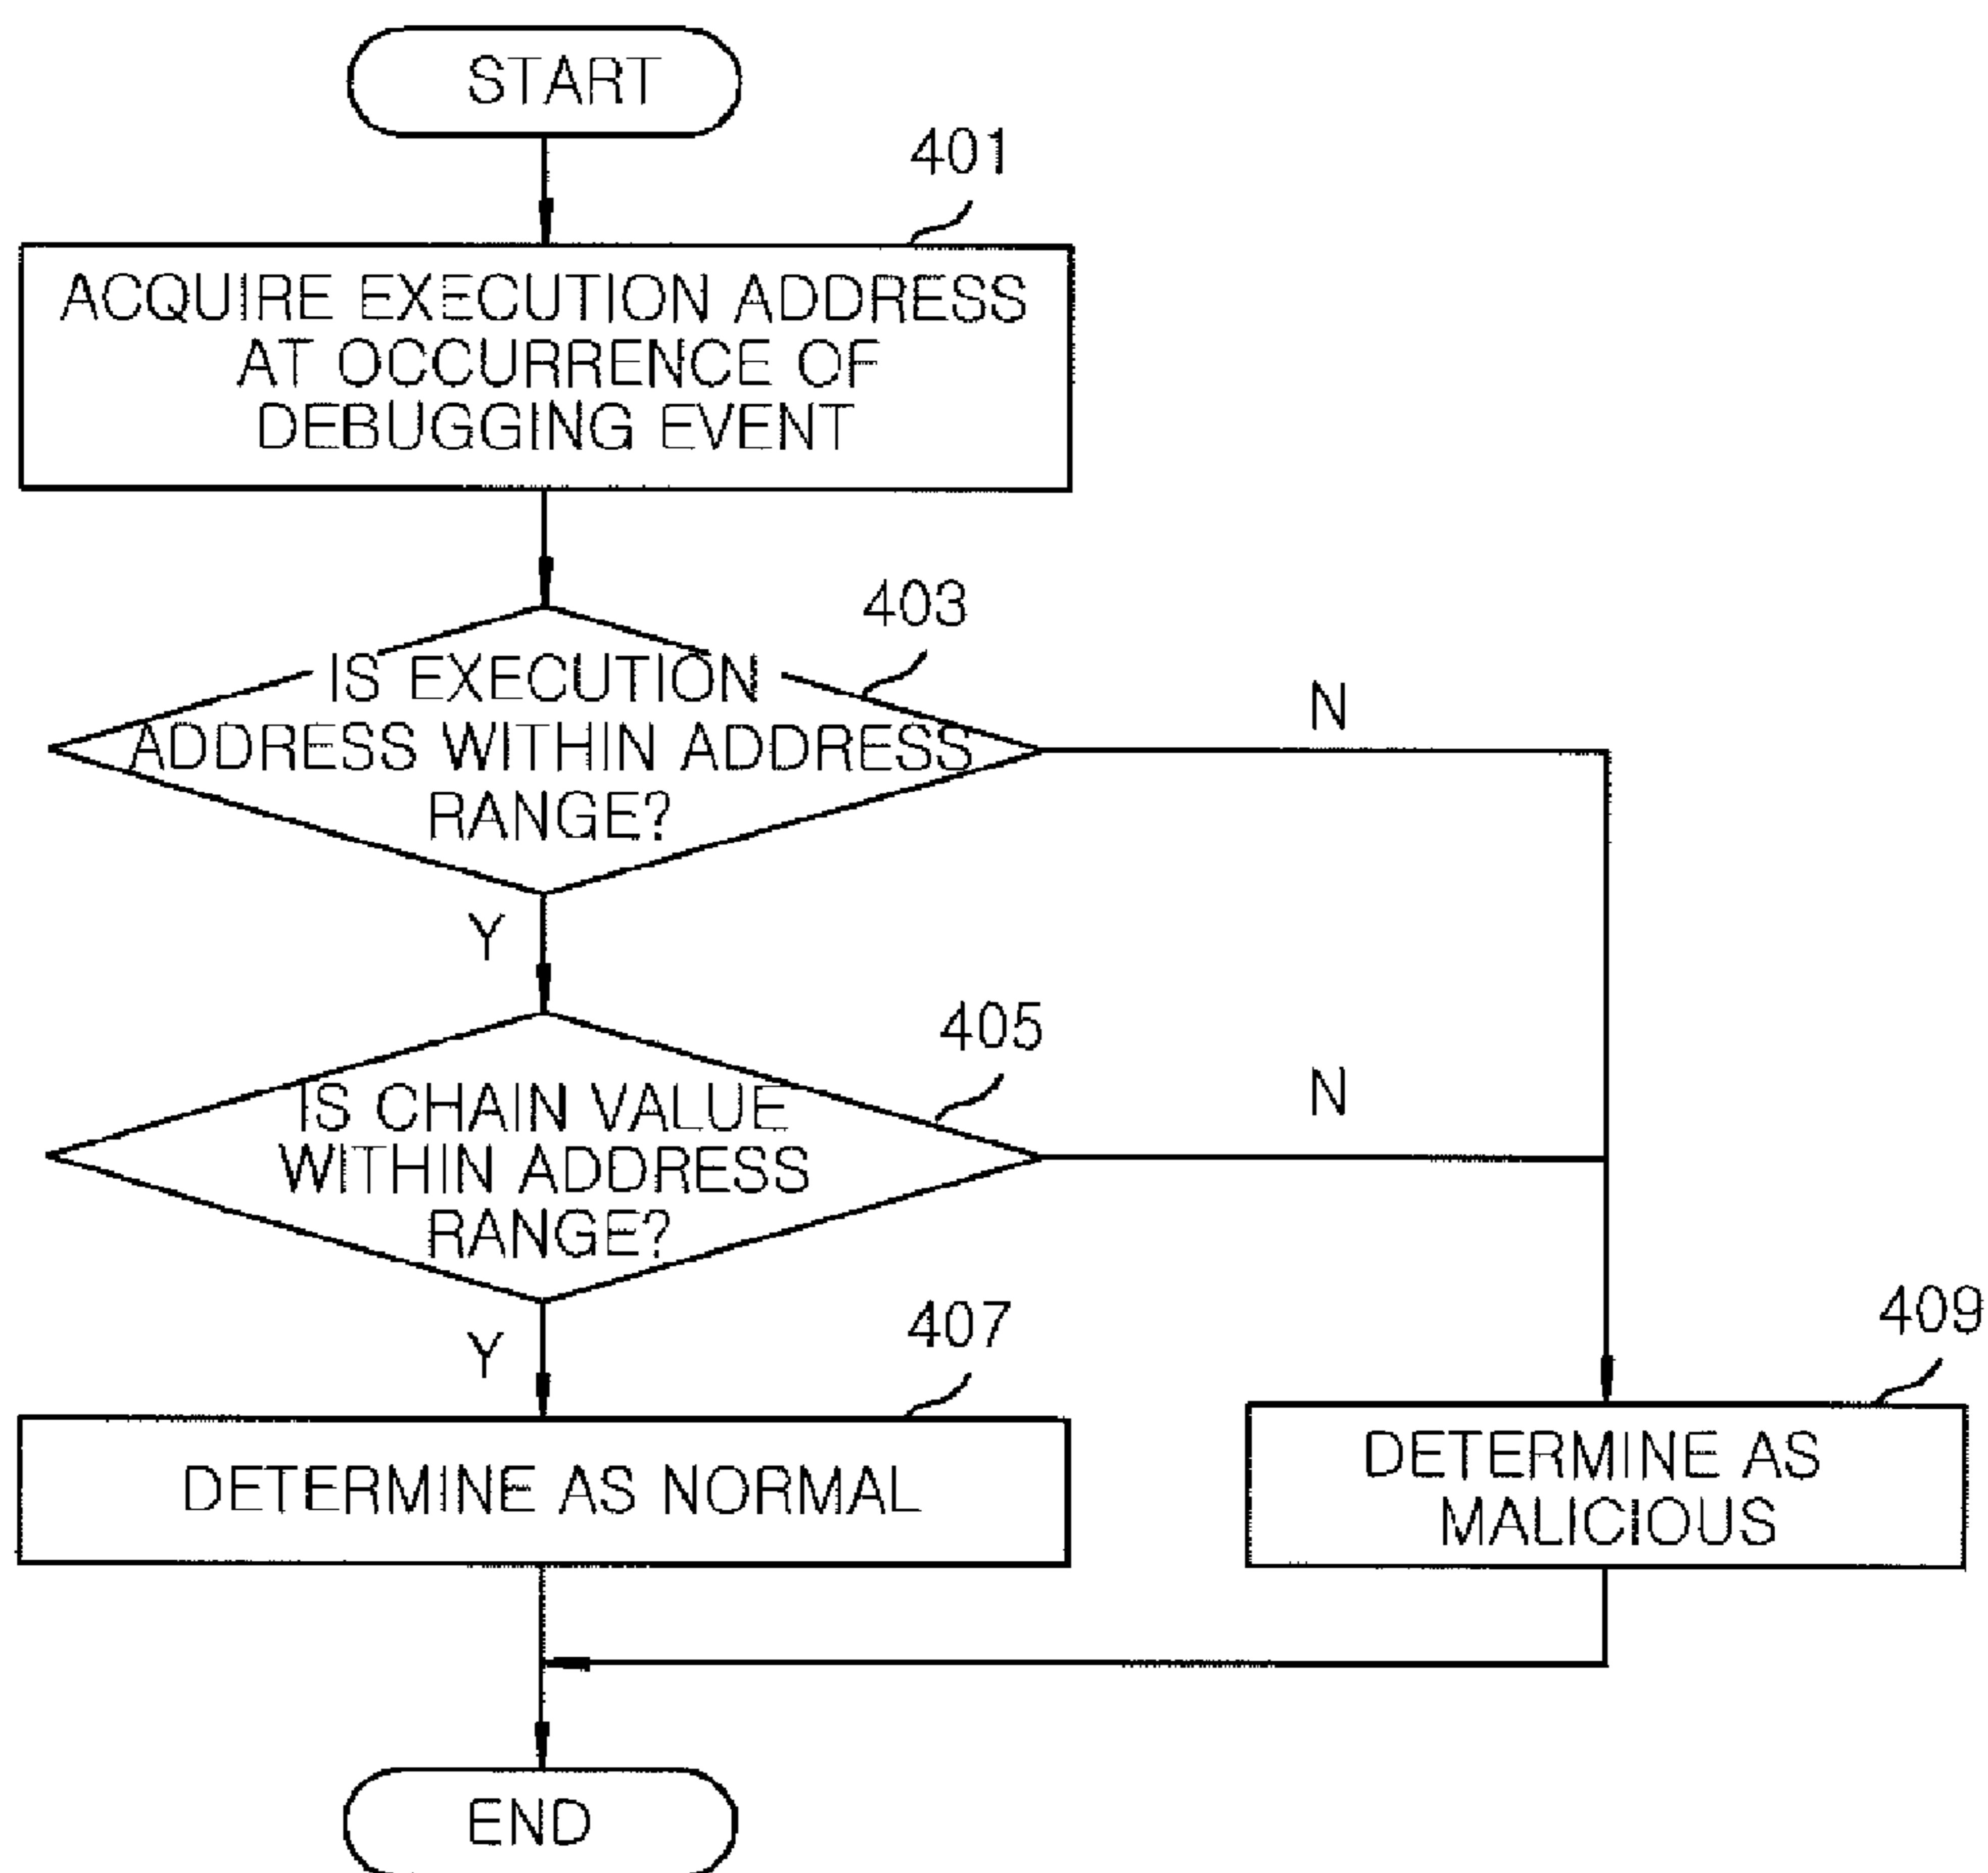 START
401
ACQUIRE EXECUTION ADDRESS
AT OCCURRENCE OF
DEBUGGING EVENT
403
IS EXECUTION
ADDRESS WITHIN ADDRESS
RANGE?
N
Y
405
IS CHAIN VALUE
WITHIN ADDRESS
RANGE?
N
Y
407
DETERMINE AS NORMAL
409
DETERMINE AS
MALICIOUS
END